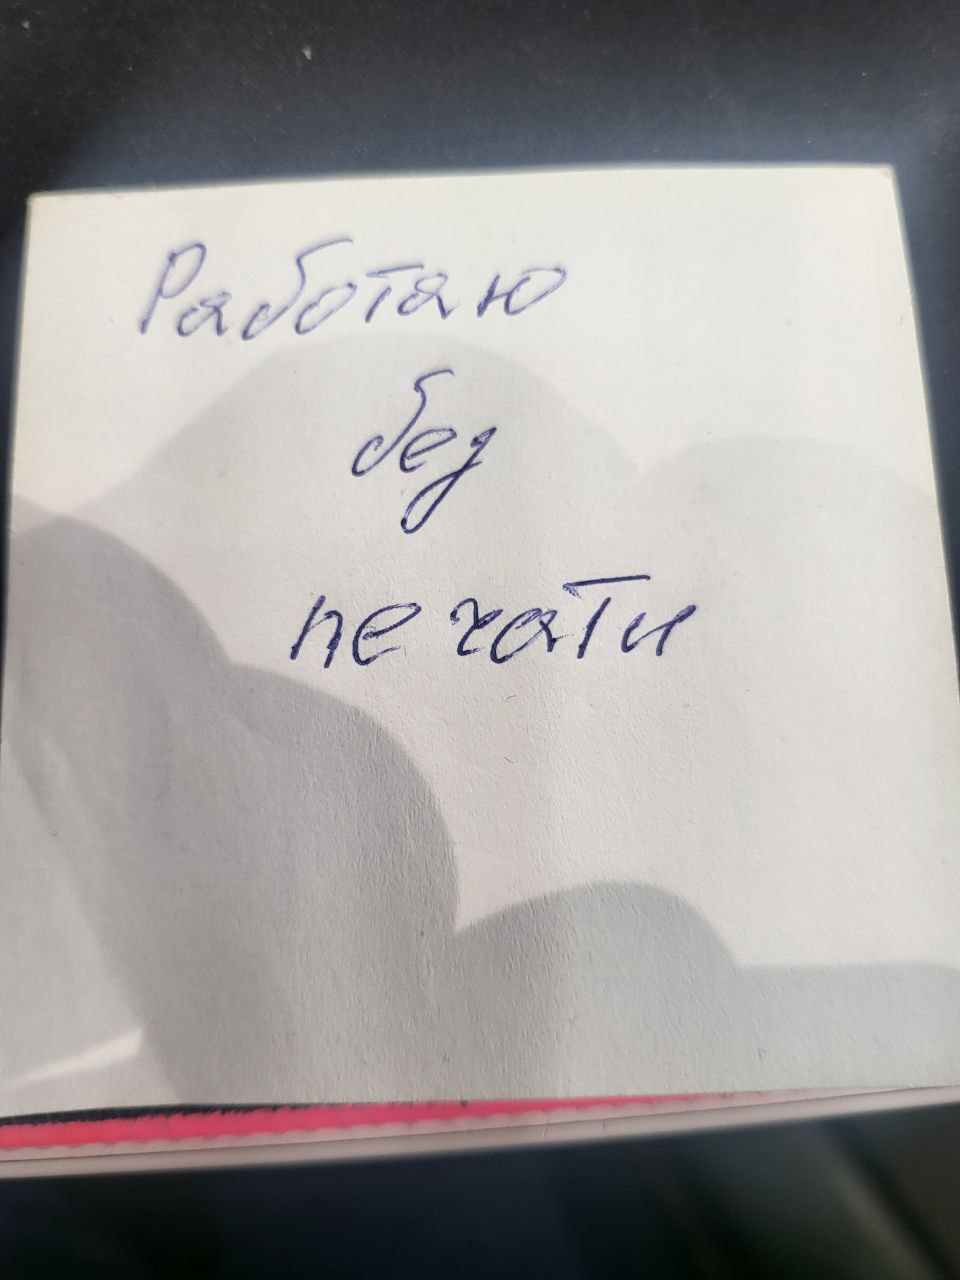 Работаю
без
печати